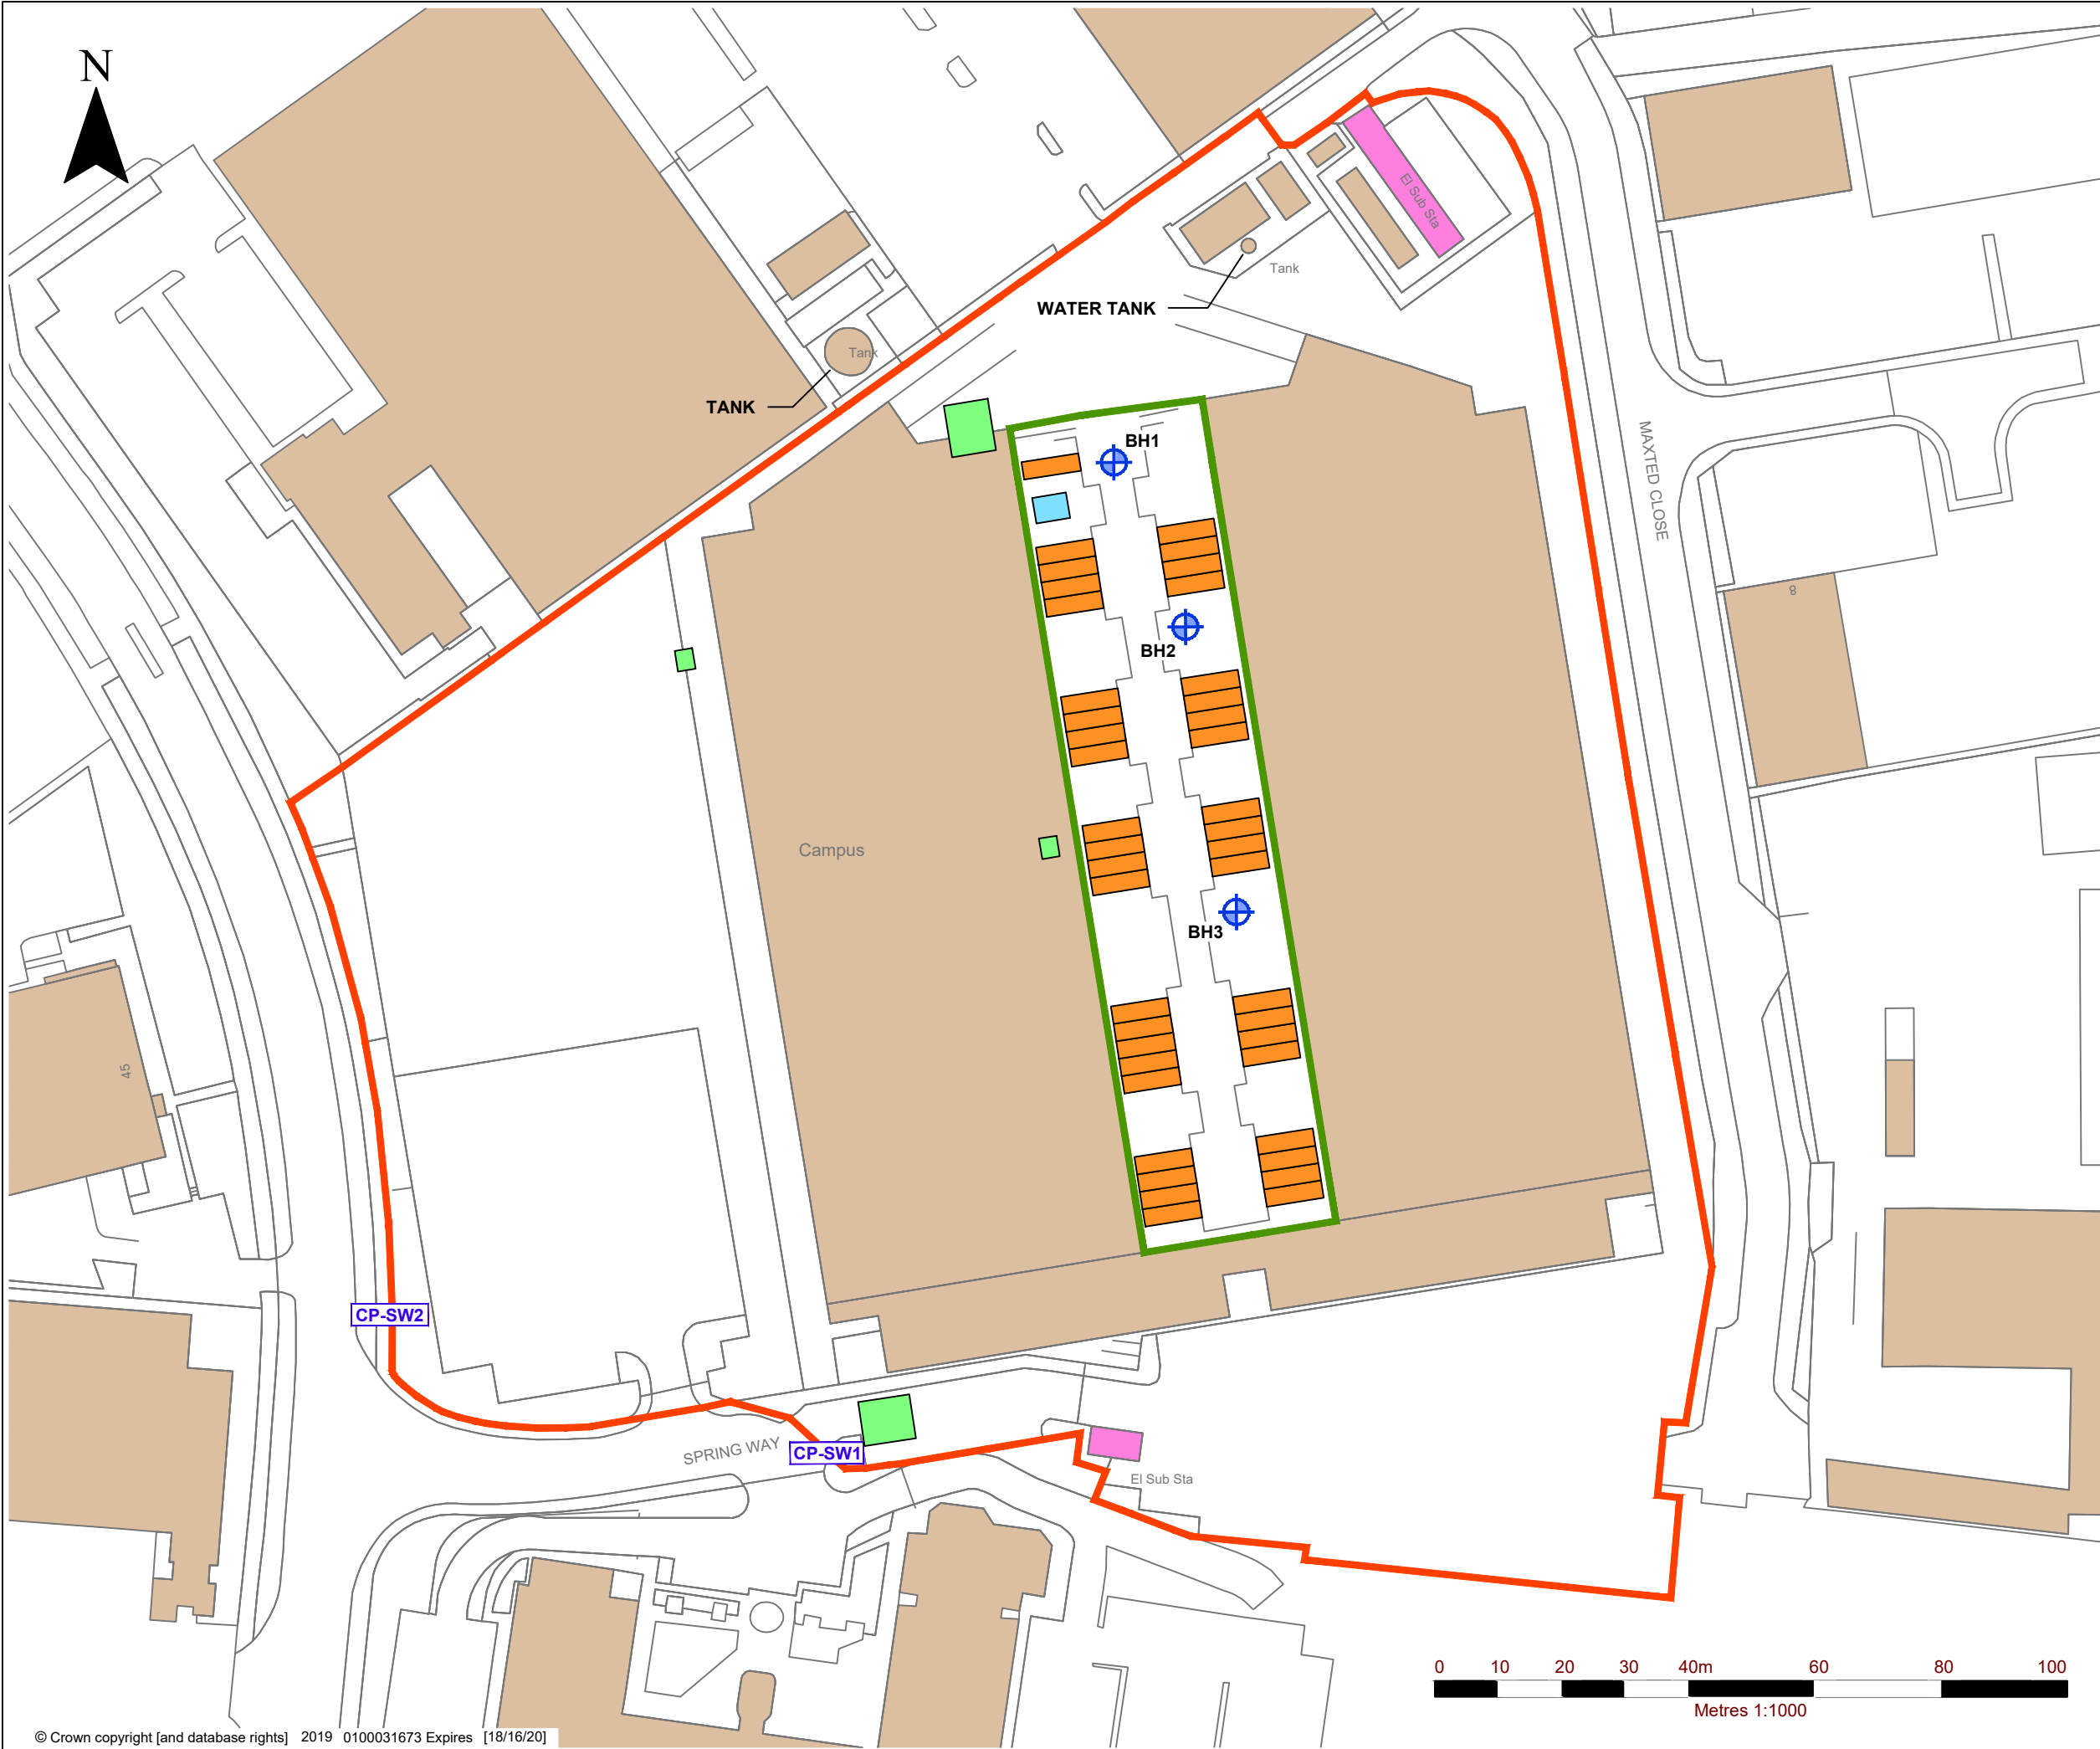 N
El Sub Sta
Tank
WATER TANK
Tank
TANK
BH1
MAXTED CLOSE
8
BH2
Campus
BH3
45
CP-SW2
SPRING WAY
CP-SW1
El Sub Sta
0 10 20 30 40m 60 80 100
Metres 1:1000
© Crown copyright [and database rights] 2019 0100031673 Expires [18/16/20]